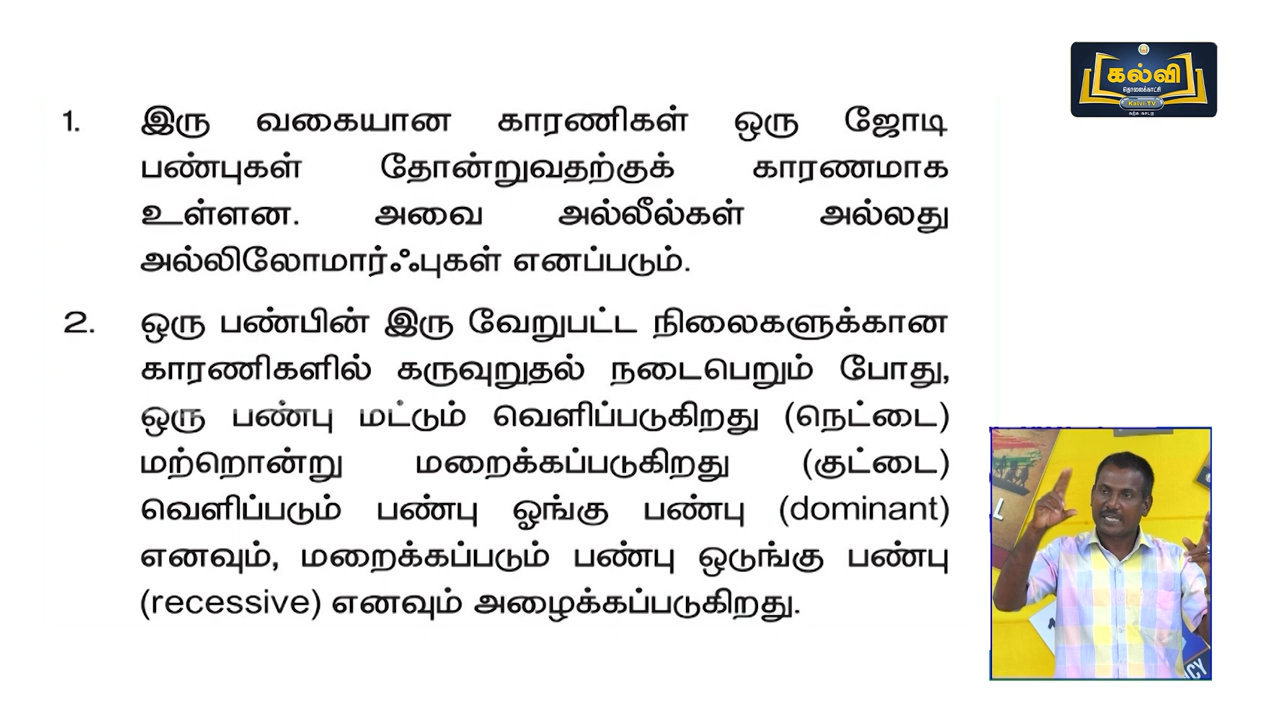 கல்வி
தொலைக்காட்சி
Kalvi TV
1. இரு வகையான காரணிகள் ஒரு ஜோடி
பண்புகள் தோன்றுவதற்குக் காரணமாக
உள்ளன. அவை அல்லீல்கள் அல்லது
அல்லிலோமார்ஃபுகள் எனப்படும்.
2. ஒரு பண்பின் இரு வேறுபட்ட நிலைகளுக்கான
காரணிகளில் கருவுறுதல் நடைபெறும் போது,
ஒரு பண்பு மட்டும் வெளிப்படுகிறது (நெட்டை)
மற்றொன்று மறைக்கப்படுகிறது (குட்டை)
வெளிப்படும் பண்பு ஓங்கு பண்பு (dominant)
எனவும், மறைக்கப்படும் பண்பு ஒடுங்கு பண்பு
(recessive) எனவும் அழைக்கப்படுகிறது.